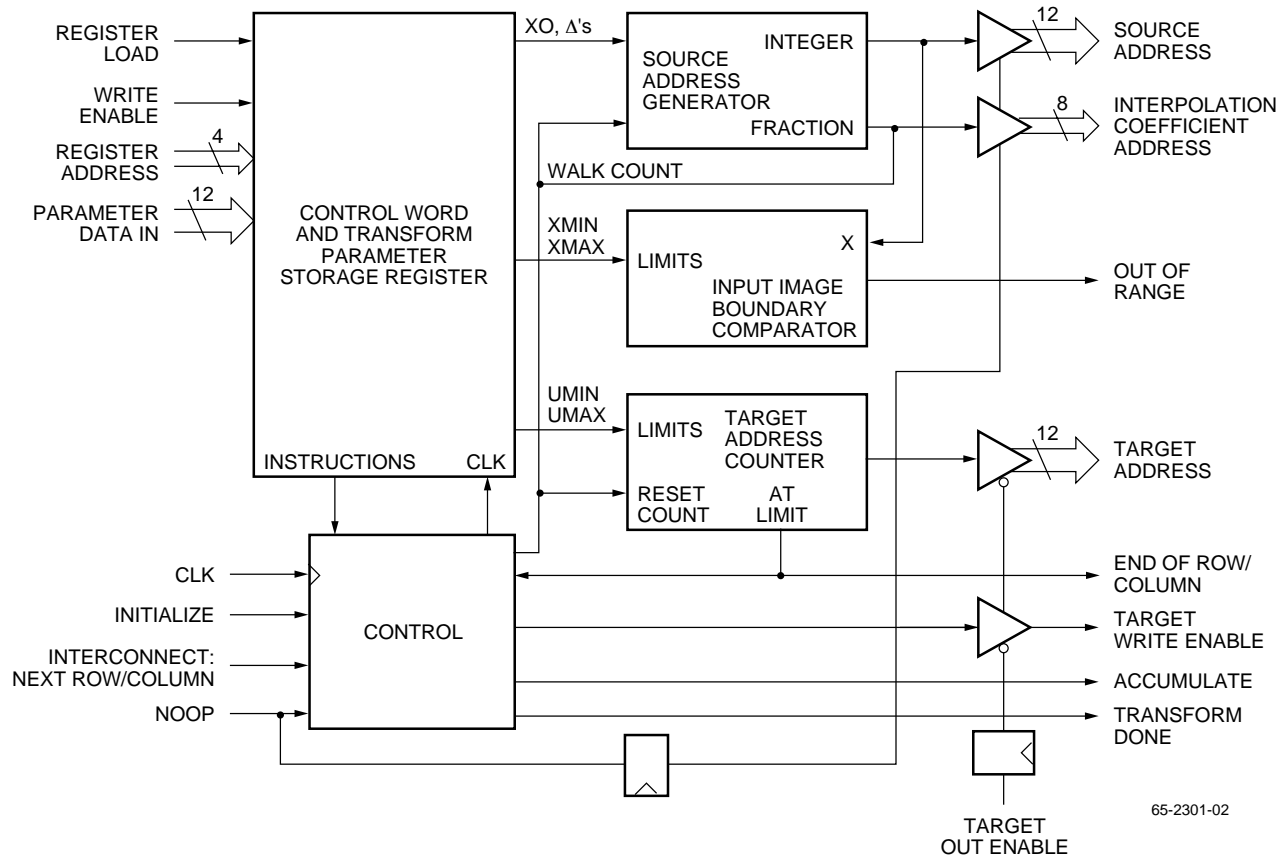 REGISTER
LOAD
WRITE
ENABLE
REGISTER
ADDRESS
4
PARAMETER
DATA IN
12
CONTROL WORD
AND TRANSFORM
PARAMETER
STORAGE REGISTER
INSTRUCTIONS
CLK
XO, Δ's
SOURCE
ADDRESS
GENERATOR
INTEGER
FRACTION
12
SOURCE
ADDRESS
8
INTERPOLATION
COEFFICIENT
ADDRESS
WALK COUNT
XMIN
XMAX
LIMITS
X
INPUT IMAGE
BOUNDARY
COMPARATOR
OUT OF
RANGE
UMIN
UMAX
LIMITS
TARGET
ADDRESS
COUNTER
RESET
COUNT
AT
LIMIT
12
TARGET
ADDRESS
CLK
INITIALIZE
INTERCONNECT:
NEXT ROW/COLUMN
NOOP
CONTROL
END OF ROW/
COLUMN
TARGET
WRITE ENABLE
ACCUMULATE
TRANSFORM
DONE
TARGET
OUT ENABLE
65-2301-02